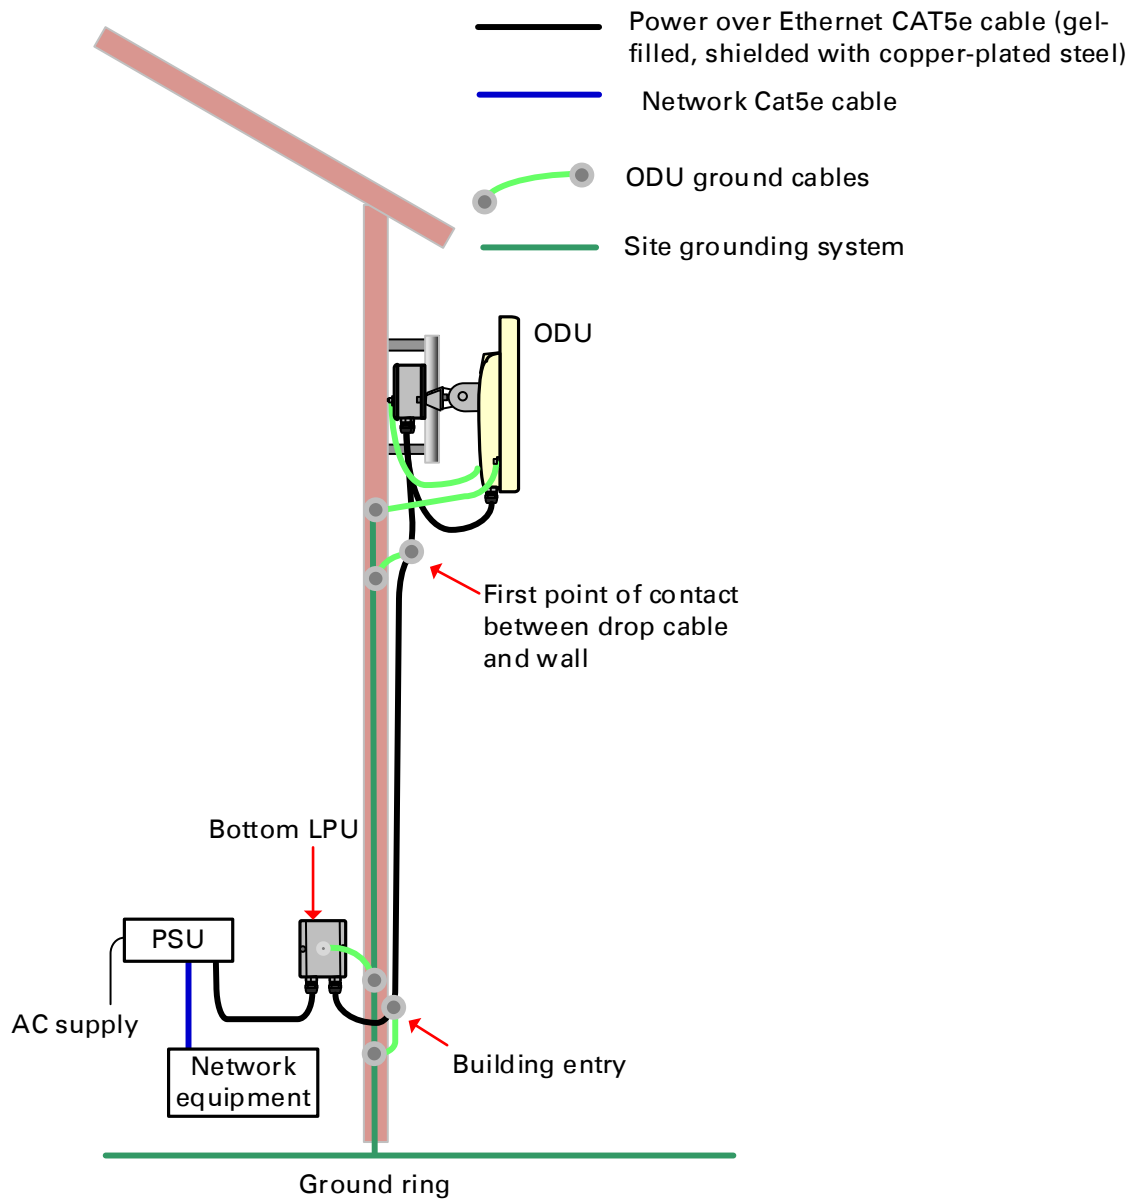 Power over Ethernet CAT5e cable (gel-
filled, shielded with copper-plated steel)
Network Cat5e cable
ODU ground cables
Site grounding system
ODU
First point of contact
between drop cable
and wall
Bottom LPU
PSU
AC supply
Network
equipment
Building entry
Ground ring